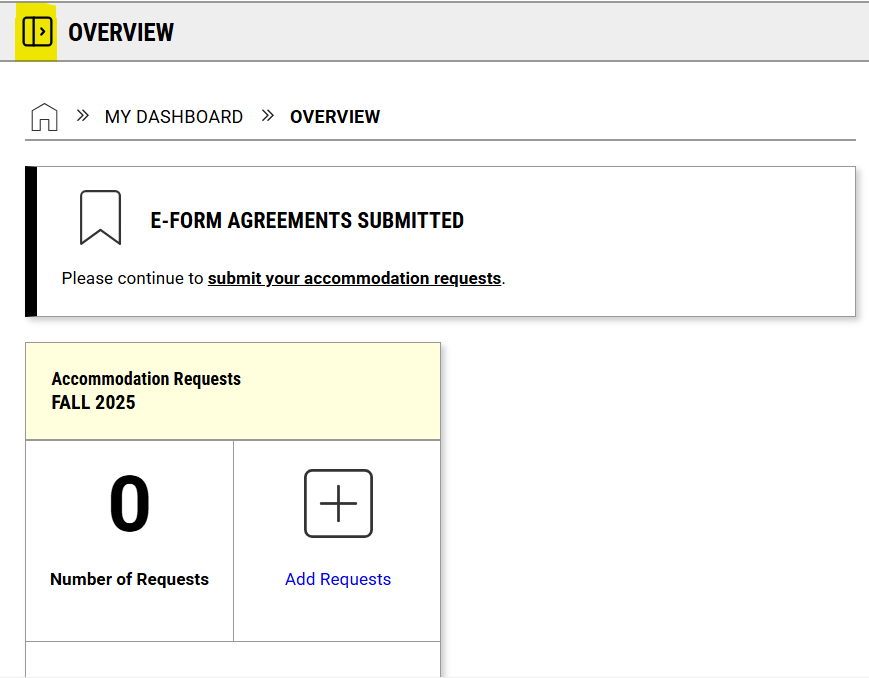 OVERVIEW
MY DASHBOARD » OVERVIEW
E-FORM AGREEMENTS SUBMITTED
Please continue to submit your accommodation requests.
Accommodation Requests
FALL 2025
0
Number of Requests
Add Requests